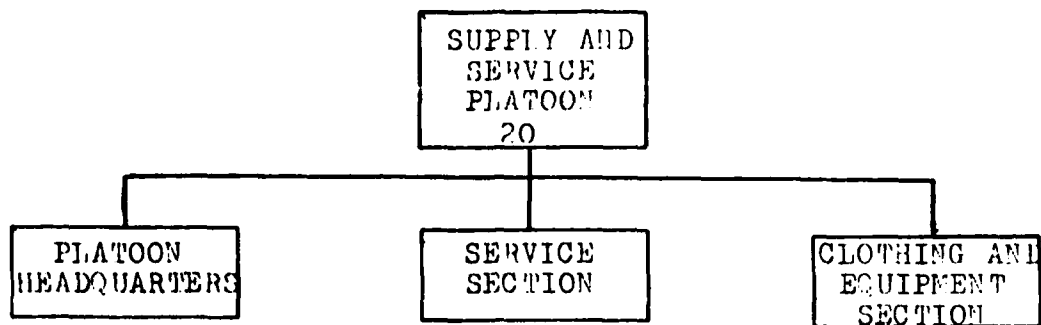 SUPPLY AND
SERVICE
PLATOON
20
PLATOON
HEADQUARTERS
SERVICE
SECTION
CLOTHING AND
EQUIPMENT
SECTION